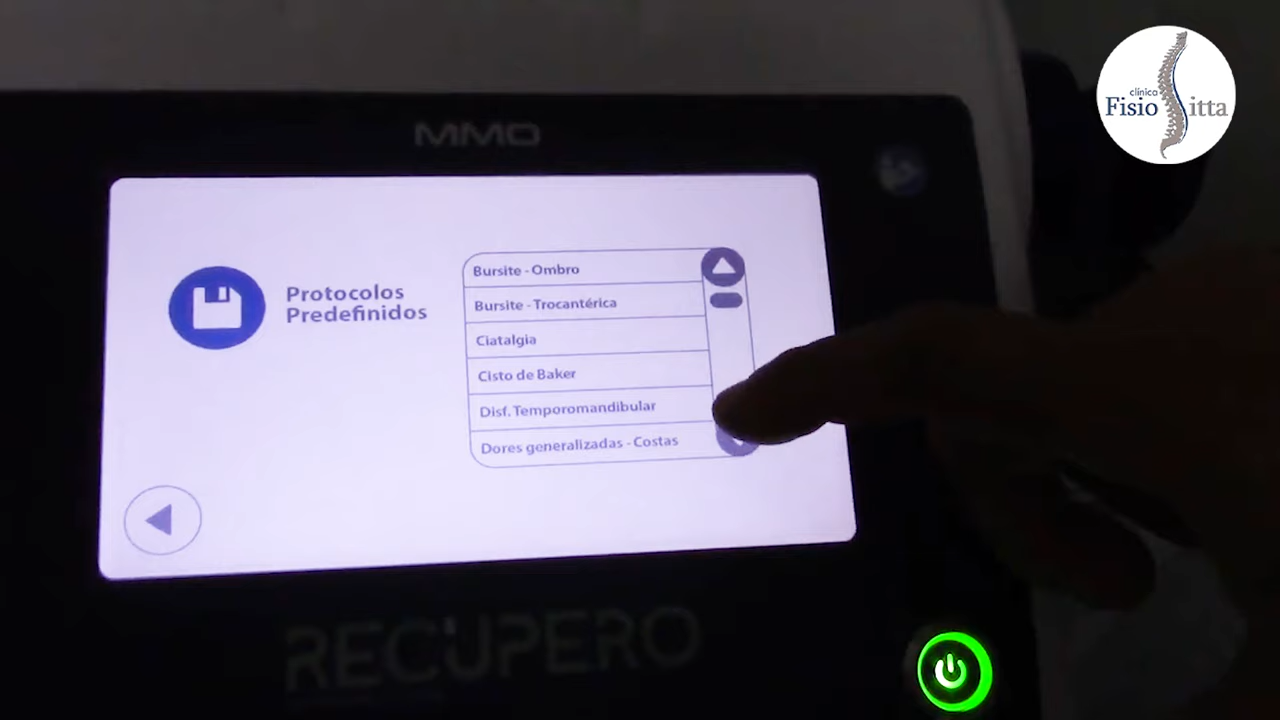 clínica
Fisio itta
MMO
Protocolos
Predefinidos
Bursite - Ombro
Bursite - Trocantérica
Ciatalgia
Cisto de Baker
Disf. Temporomandibular
Dores generalizadas - Costas
RECUPERO